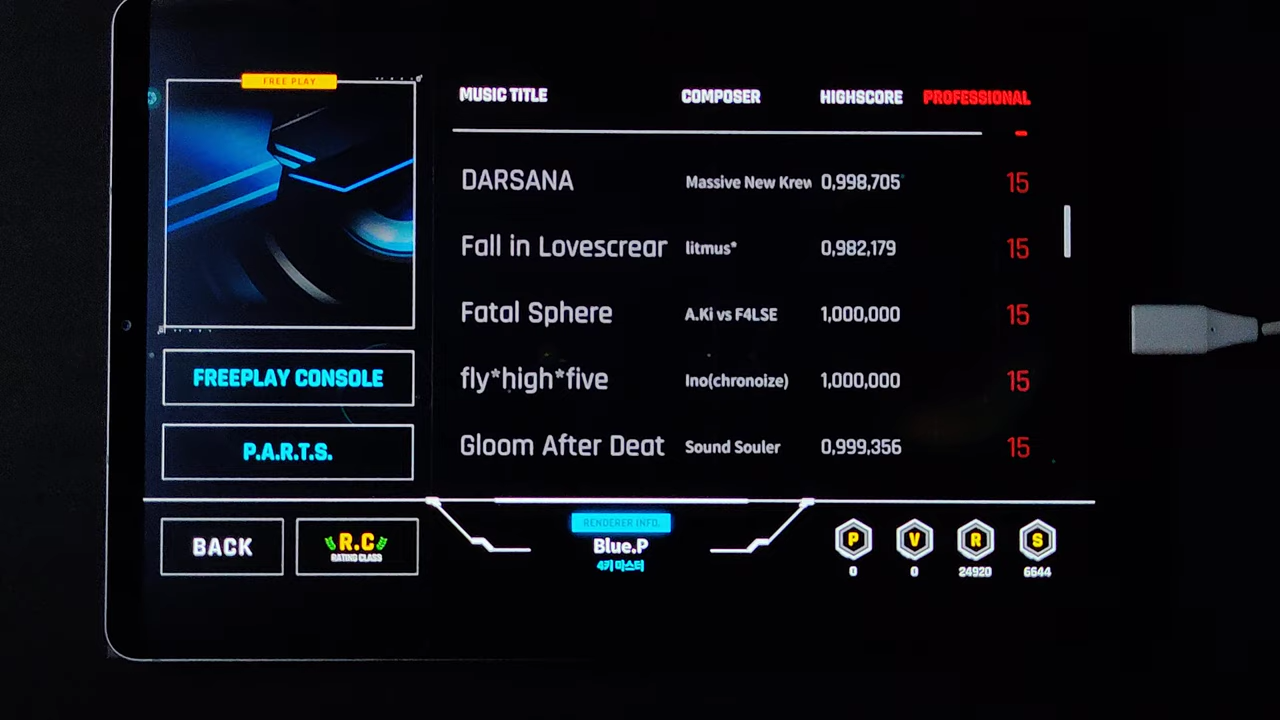 FREE PLAY
MUSIC TITLE COMPOSER HIGHSCORE PROFESSIONAL
DARSANA Massive New Krew 0,998,705 15
Fall in Lovescrear litmus* 0,982,179 15
Fatal Sphere A.Ki vs F4LSE 1,000,000 15
fly*high*five Ino(chronoize) 1,000,000 15
Gloom After Deat Sound Souler 0,999,356 15
FREEPLAY CONSOLE
P.A.R.T.S.
BACK
R.C
RATING CLASS
RENDERER INFO.
Blue.P
4키 마스터
P V R S
0 0 24920 6644